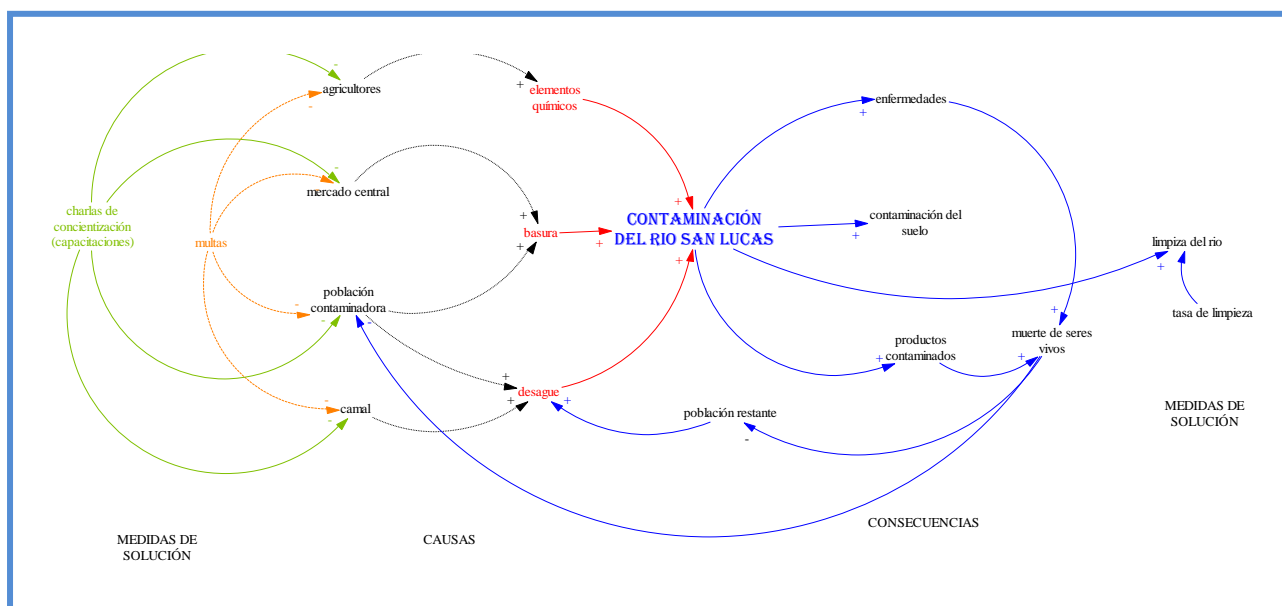 agricultores
elementos
químicos
enfermedades
mercado central
charlas de
concientización
(capacitaciones)
multas
basura
CONTAMINACIÓN
DEL RIO SAN LUCAS
contaminación del
suelo
limpiza del rio
tasa de limpieza
población
contaminadora
productos
contaminados
muerte de seres
vivos
desague
camal
población restante
MEDIDAS DE
SOLUCIÓN
CONSECUENCIAS
MEDIDAS DE
SOLUCIÓN
CAUSAS